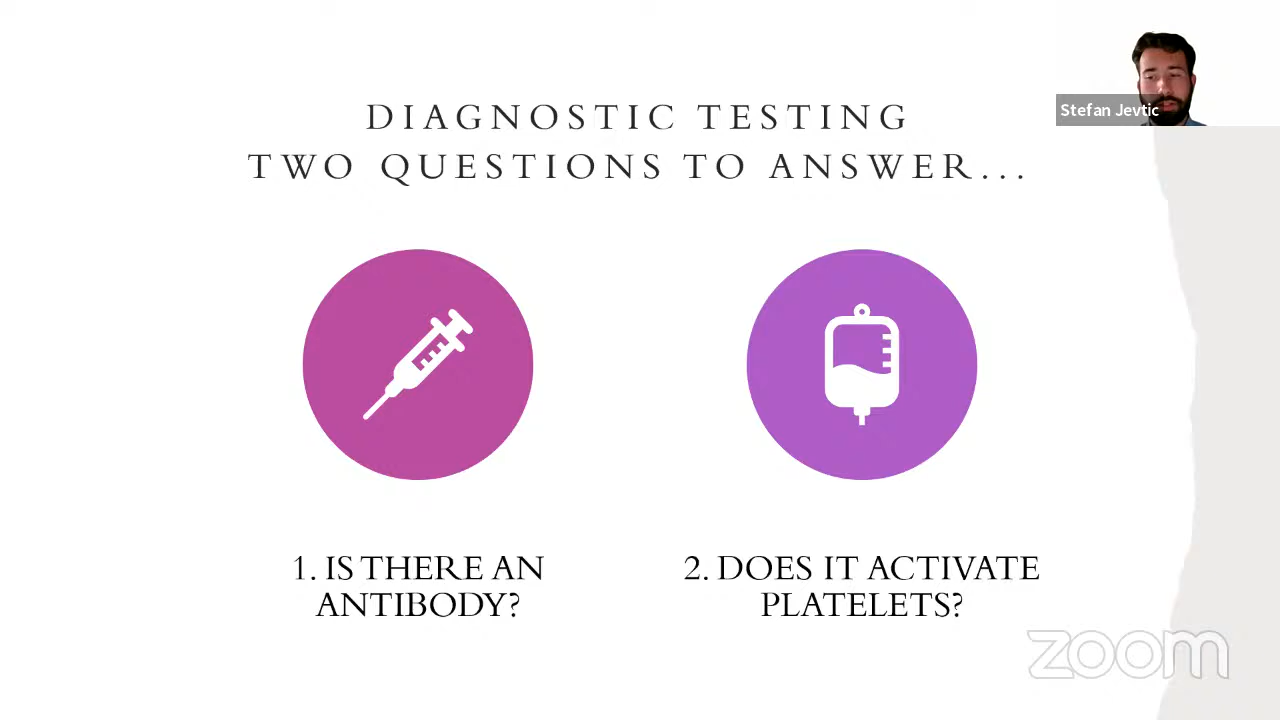 Stefan Jevtic
DIAGNOSTIC TESTING
TWO QUESTIONS TO ANSWER...
1. IS THERE AN
ANTIBODY?
2. DOES IT ACTIVATE
PLATELETS?
zoom